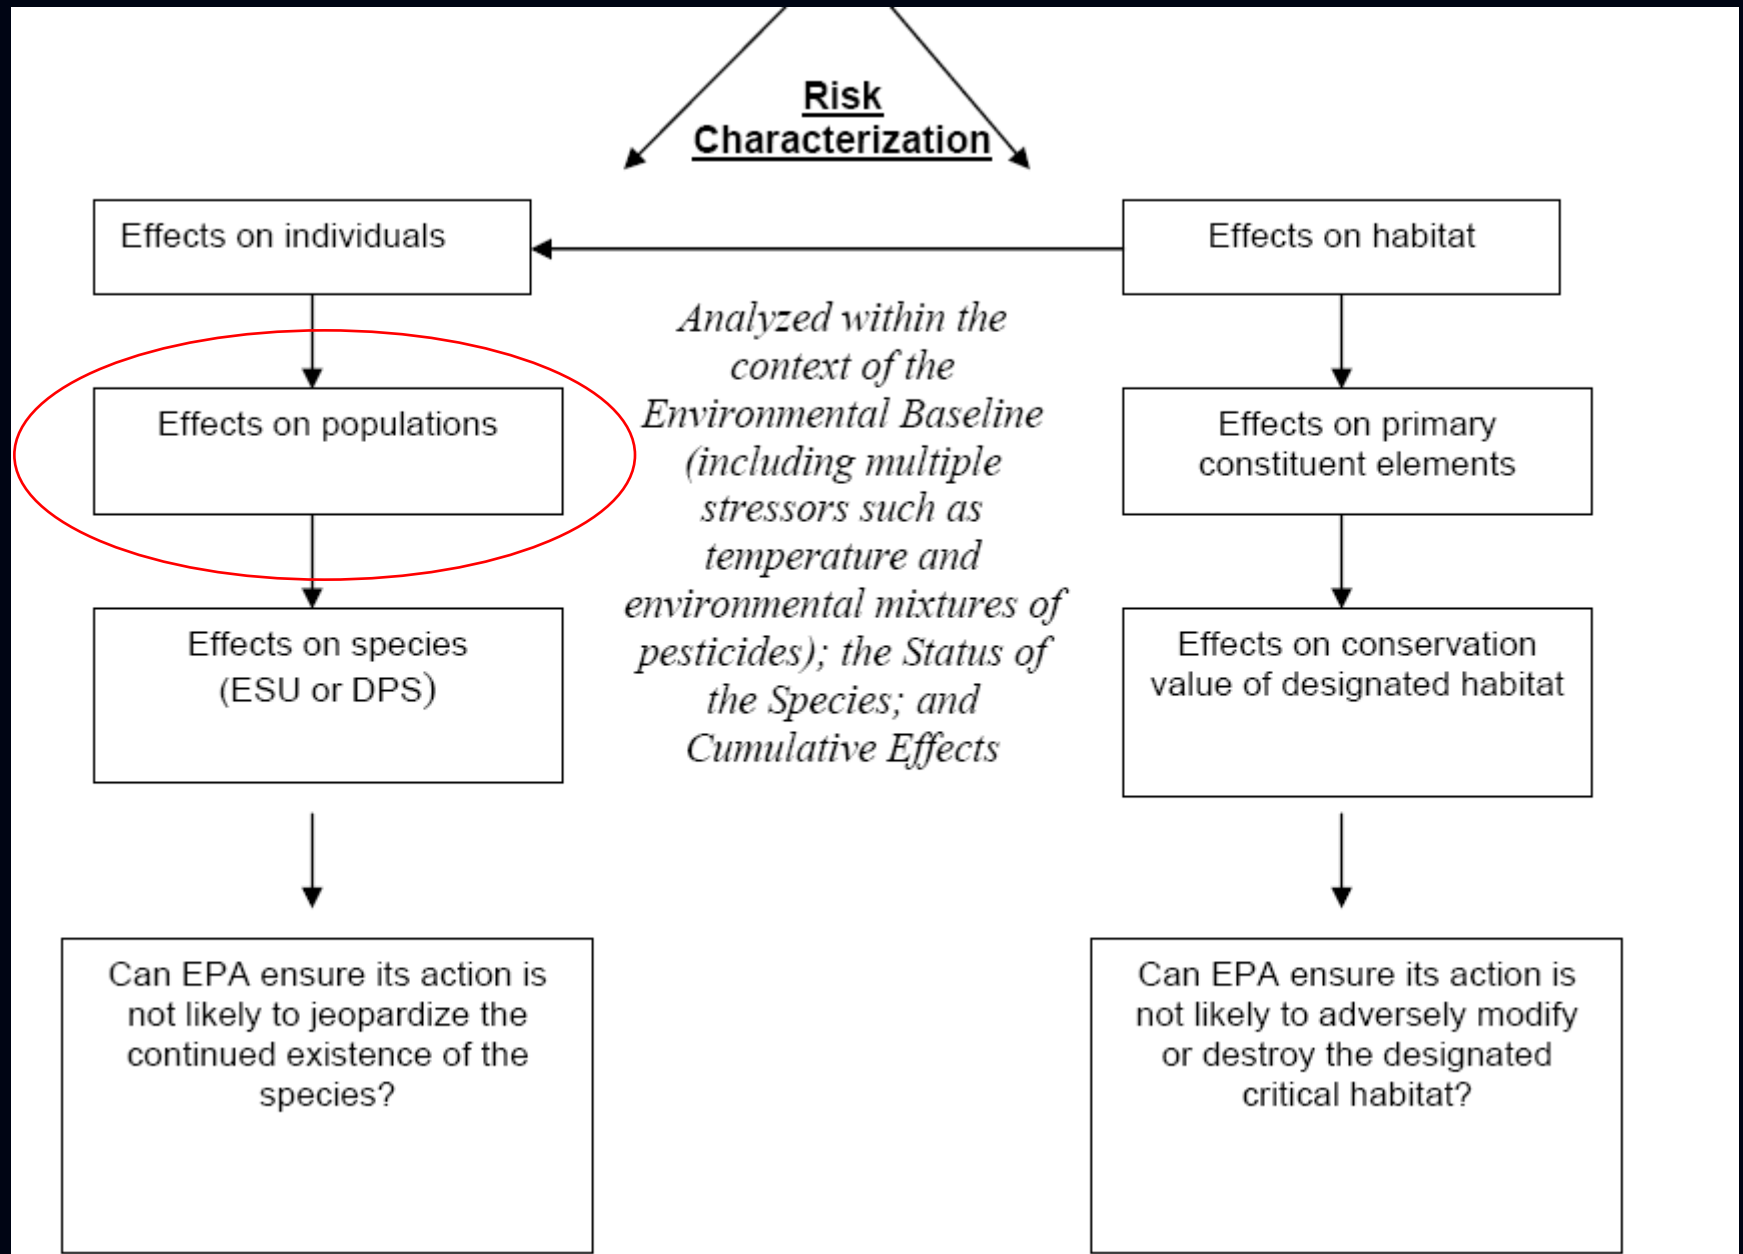 Risk
Characterization
Effects on individuals
Effects on habitat
Analyzed within the
context of the
Environmental Baseline
(including multiple
stressors such as
temperature and
environmental mixtures of
pesticides); the Status of
the Species; and
Cumulative Effects
Effects on populations
Effects on primary
constituent elements
Effects on species
(ESU or DPS)
Effects on conservation
value of designated habitat
Can EPA ensure its action is
not likely to jeopardize the
continued existence of the
species?
Can EPA ensure its action is
not likely to adversely modify
or destroy the designated
critical habitat?